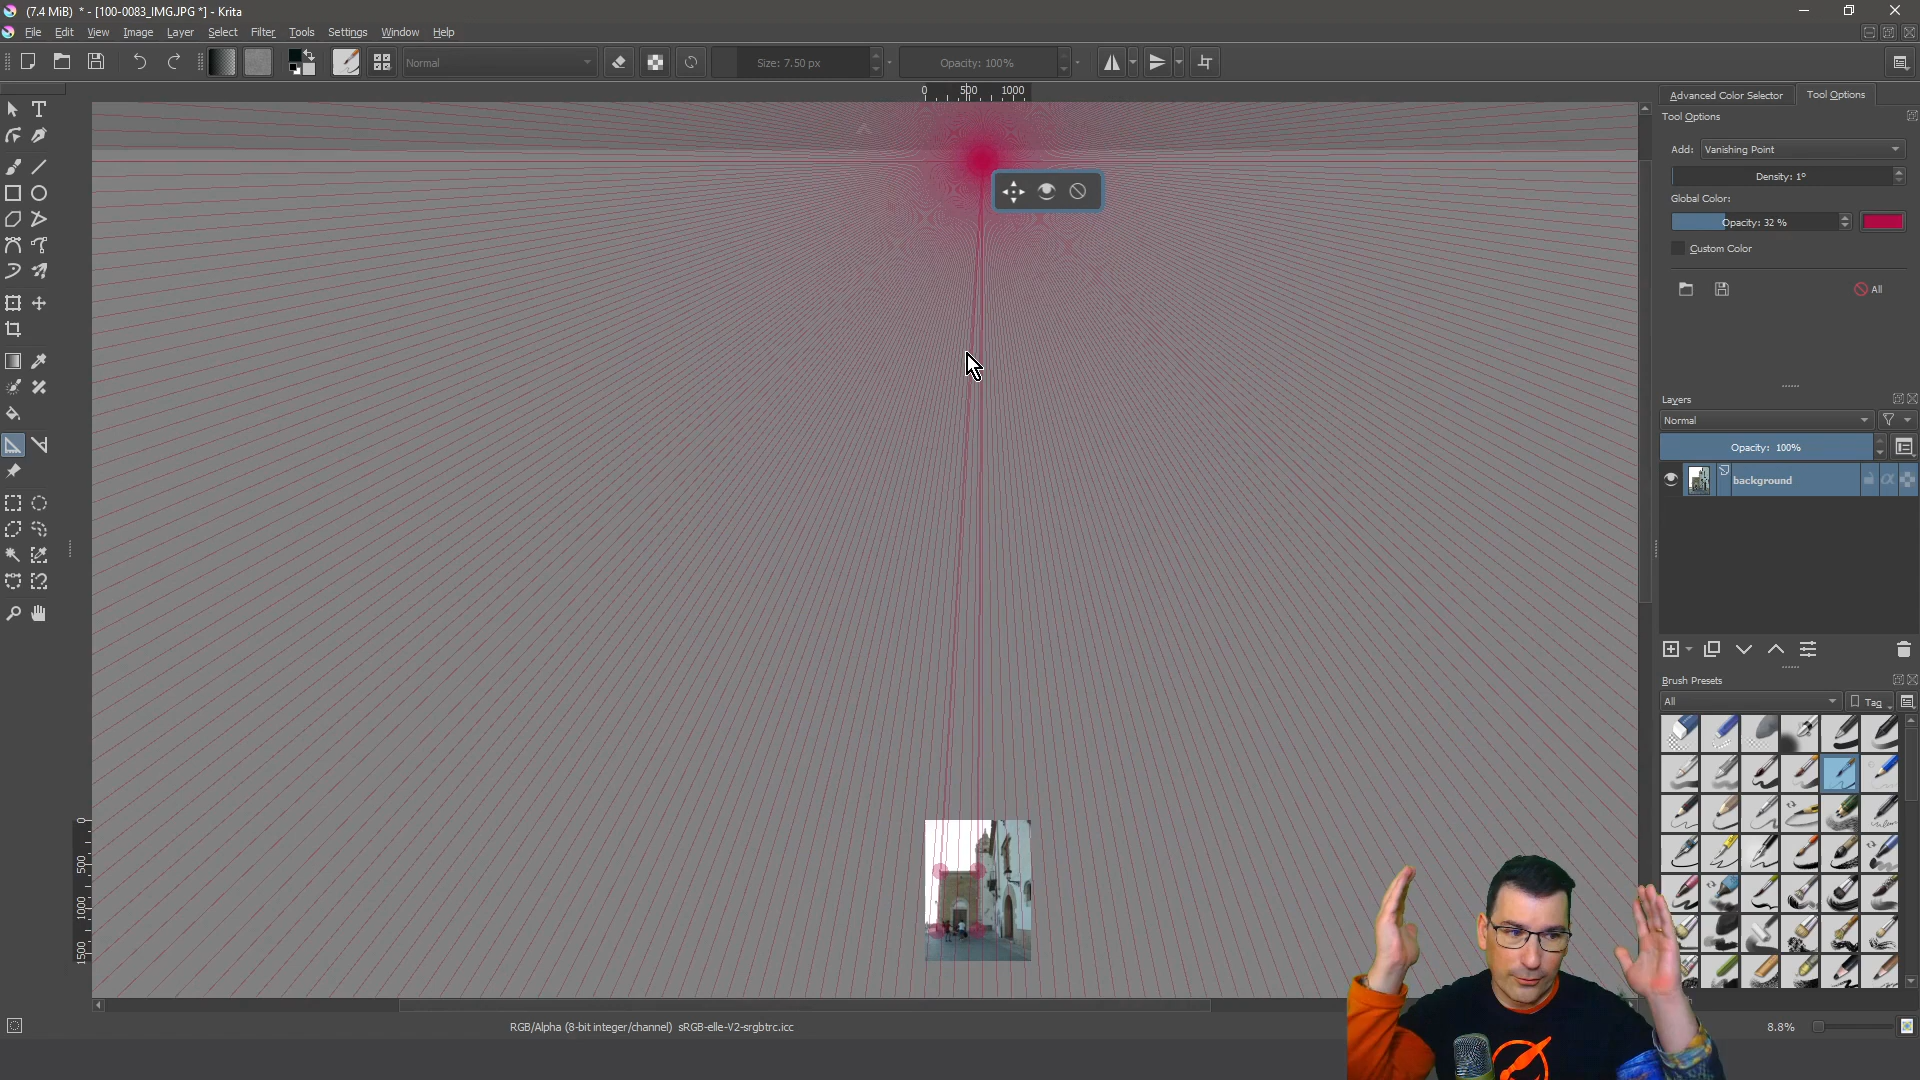 (7.4 MiB) * - [100-0083_IMG.JPG *] - Krita
File Edit View Image Layer Select Filter Tools Settings Window Help
Normal
Size: 7.50 px
Opacity: 100%
0 500 1000
Advanced Color Selector
Tool Options
Tool Options
Add: Vanishing Point
Density: 1°
Global Color:
Opacity: 32 %
Custom Color
All
Layers
Normal
Opacity: 100%
background
Brush Presets
All
Tag
0
500
1000
1500
RGB/Alpha (8-bit integer/channel) sRGB-elle-V2-srgbtrc.icc
8.8%